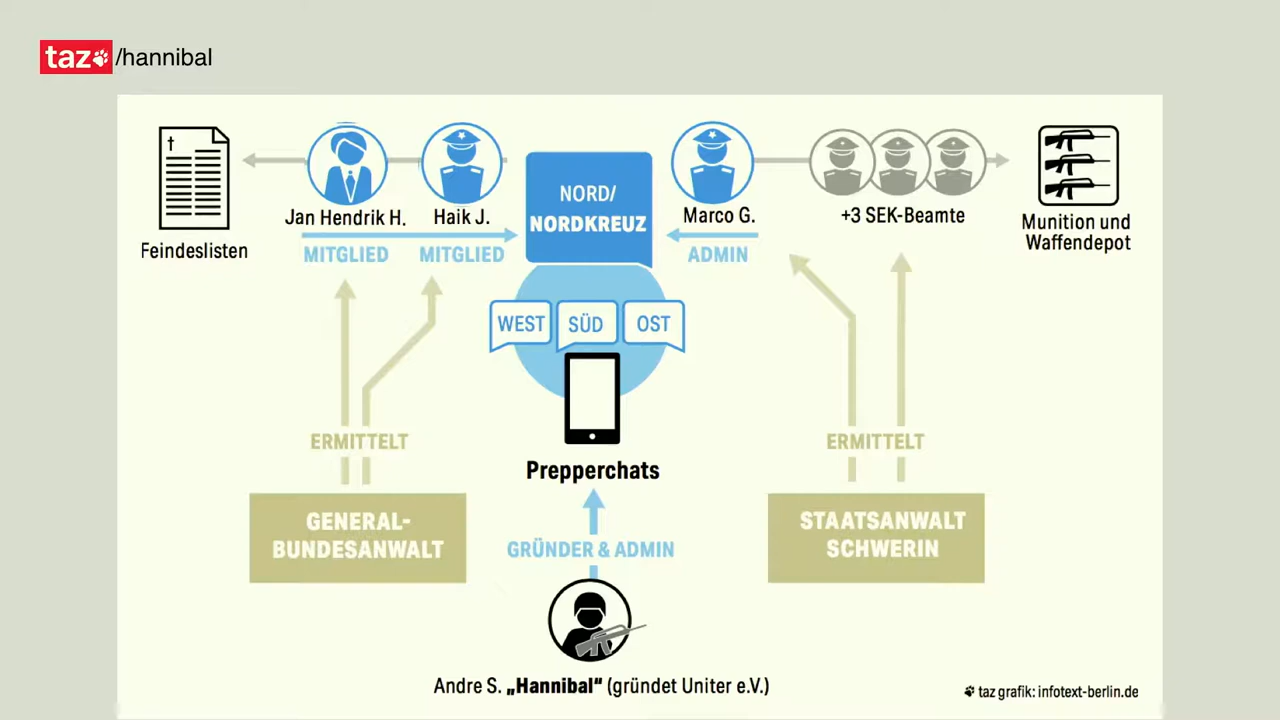 taz/hannibal
Feindeslisten
Jan Hendrik H.
MITGLIED
Haik J.
MITGLIED
NORD/
NORDKREUZ
Marco G.
ADMIN
+3 SEK-Beamte
Munition und
Waffendepot
WEST
SÜD
OST
Prepperchats
ERMITTELT
GENERAL-
BUNDESANWALT
ERMITTELT
STAATSANWALT
SCHWERIN
GRÜNDER & ADMIN
Andre S. „Hannibal“ (gründet Uniter e.V.)
taz grafik: infotext-berlin.de